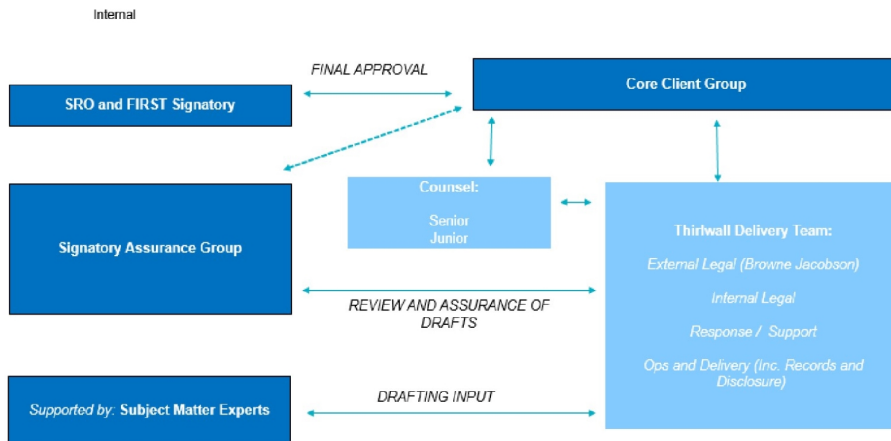 Internal
FINAL APPROVAL
SRO and FIRST Signatory
Core Client Group
Counsel:
Senior
Junior
Signatory Assurance Group
Thirlwall Delivery Team:
External Legal (Browne Jacobson)
Internal Legal
Response / Support
Ops and Delivery (Inc. Records and
Disclosure)
REVIEW AND ASSURANCE OF
DRAFTS
Supported by: Subject Matter Experts
DRAFTING INPUT